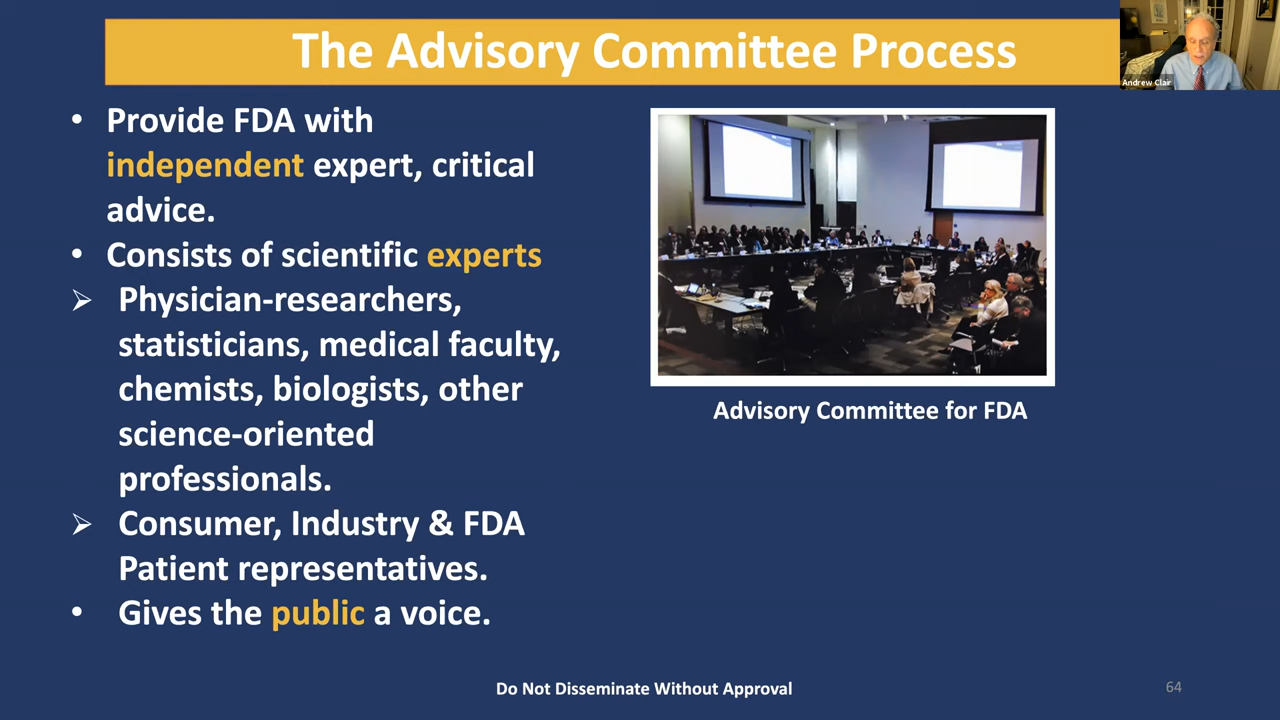 The Advisory Committee Process
Andrew Clair
• Provide FDA with
independent expert, critical
advice.
• Consists of scientific experts
➢ Physician-researchers,
statisticians, medical faculty,
chemists, biologists, other
science-oriented
professionals.
➢ Consumer, Industry & FDA
Patient representatives.
• Gives the public a voice.
Advisory Committee for FDA
Do Not Disseminate Without Approval
64